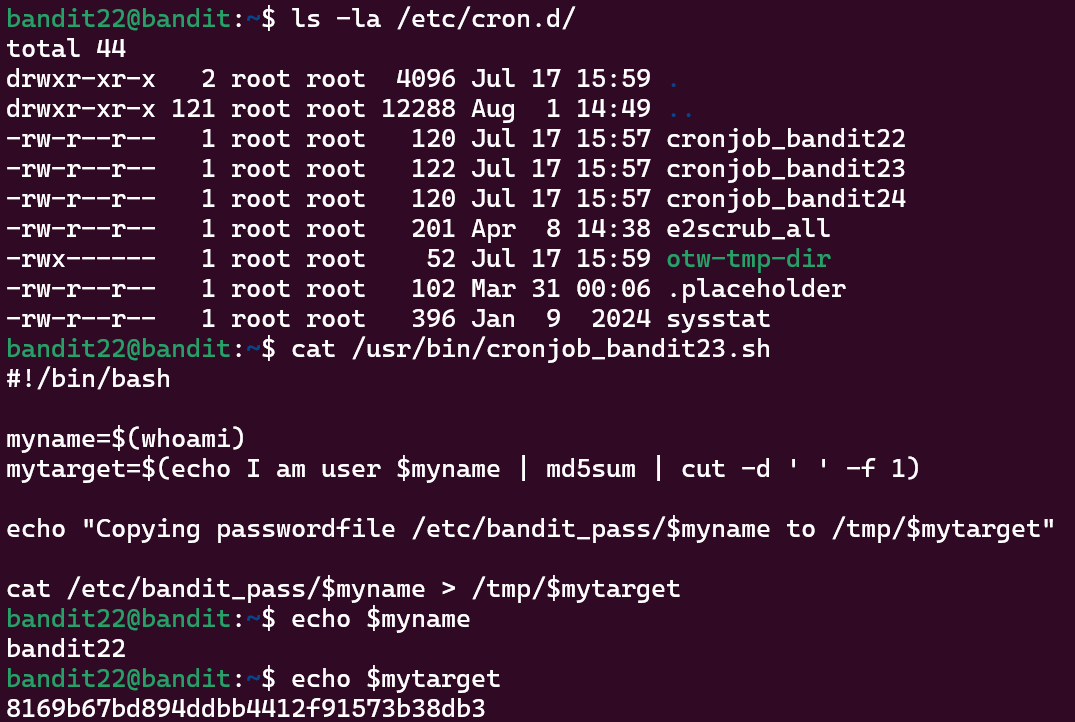 bandit22@bandit:~$ ls -la /etc/cron.d/
total 44
drwxr-xr-x   2 root root  4096 Jul 17 15:59 .
drwxr-xr-x 121 root root 12288 Aug  1 14:49 ..
-rw-r--r--   1 root root   120 Jul 17 15:57 cronjob_bandit22
-rw-r--r--   1 root root   122 Jul 17 15:57 cronjob_bandit23
-rw-r--r--   1 root root   120 Jul 17 15:57 cronjob_bandit24
-rw-r--r--   1 root root   201 Apr  8 14:38 e2scrub_all
-rwx------   1 root root    52 Jul 17 15:59 otw-tmp-dir
-rw-r--r--   1 root root   102 Mar 31 00:06 .placeholder
-rw-r--r--   1 root root   396 Jan  9  2024 sysstat
bandit22@bandit:~$ cat /usr/bin/cronjob_bandit23.sh
#!/bin/bash

myname=$(whoami)
mytarget=$(echo I am user $myname | md5sum | cut -d ' ' -f 1)

echo "Copying passwordfile /etc/bandit_pass/$myname to /tmp/$mytarget"

cat /etc/bandit_pass/$myname > /tmp/$mytarget
bandit22@bandit:~$ echo $myname
bandit22
bandit22@bandit:~$ echo $mytarget
8169b67bd894ddbb4412f91573b38db3